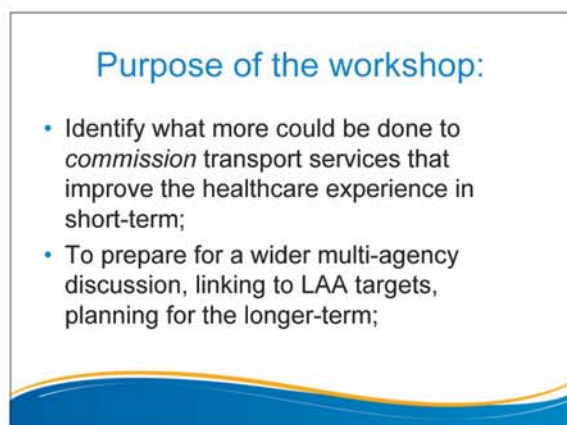 Purpose of the workshop:
• Identify what more could be done to
commission transport services that
improve the healthcare experience in
short-term;
• To prepare for a wider multi-agency
discussion, linking to LAA targets,
planning for the longer-term;